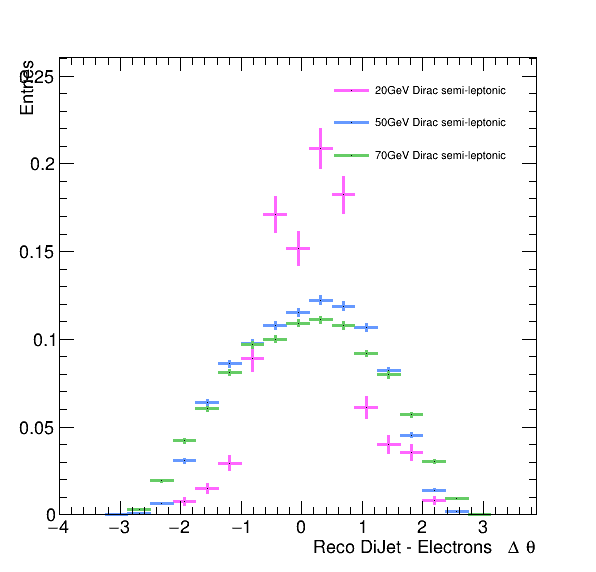 Entries
0.25
0.2
0.15
0.1
0.05
0
20GeV Dirac semi-leptonic
50GeV Dirac semi-leptonic
70GeV Dirac semi-leptonic
−4 −3 −2 −1 0 1 2 3
Reco DiJet - Electrons Δ θ